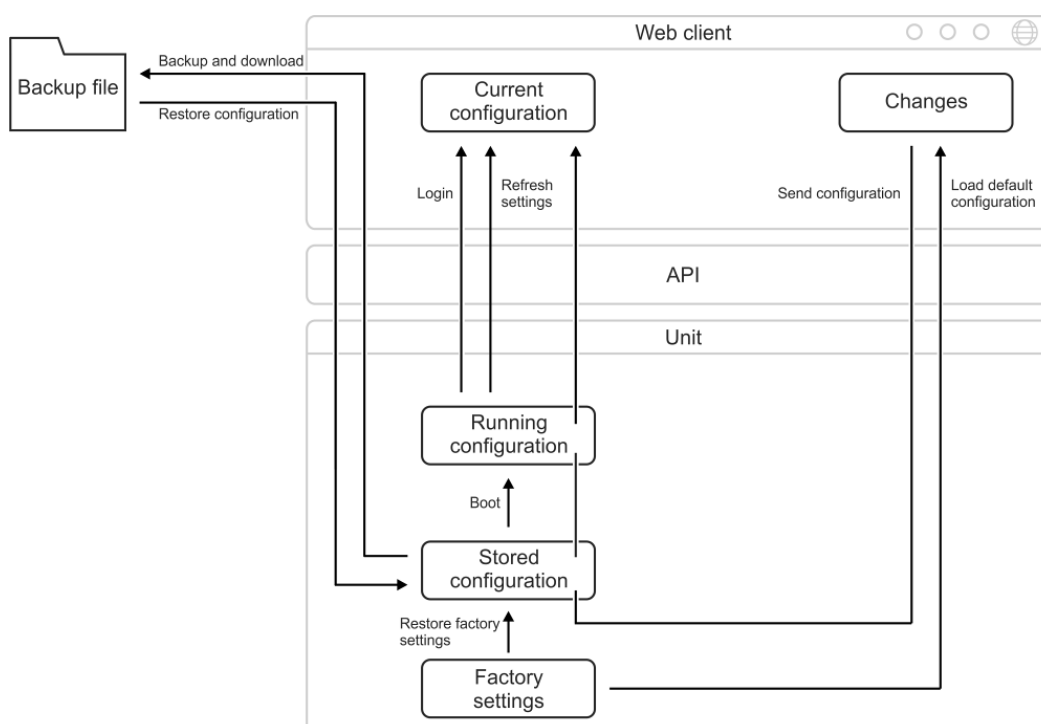 Web client
Backup file
Backup and download
Restore configuration
Current
configuration
Changes
Login
Refresh
settings
Send configuration
Load default
configuration
API
Unit
Running
configuration
Boot
Stored
configuration
Restore factory
settings
Factory
settings